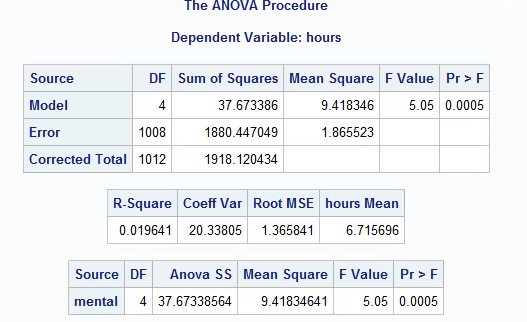 The ANOVA Procedure
Dependent Variable: hours
Source DF Sum of Squares Mean Square F Value Pr > F
Model 4 37.673386 9.418346 5.05 0.0005
Error 1008 1880.447049 1.865523
Corrected Total 1012 1918.120434
R-Square Coeff Var Root MSE hours Mean
0.019641 20.33805 1.365841 6.715696
Source DF Anova SS Mean Square F Value Pr > F
mental 4 37.67338564 9.41834641 5.05 0.0005